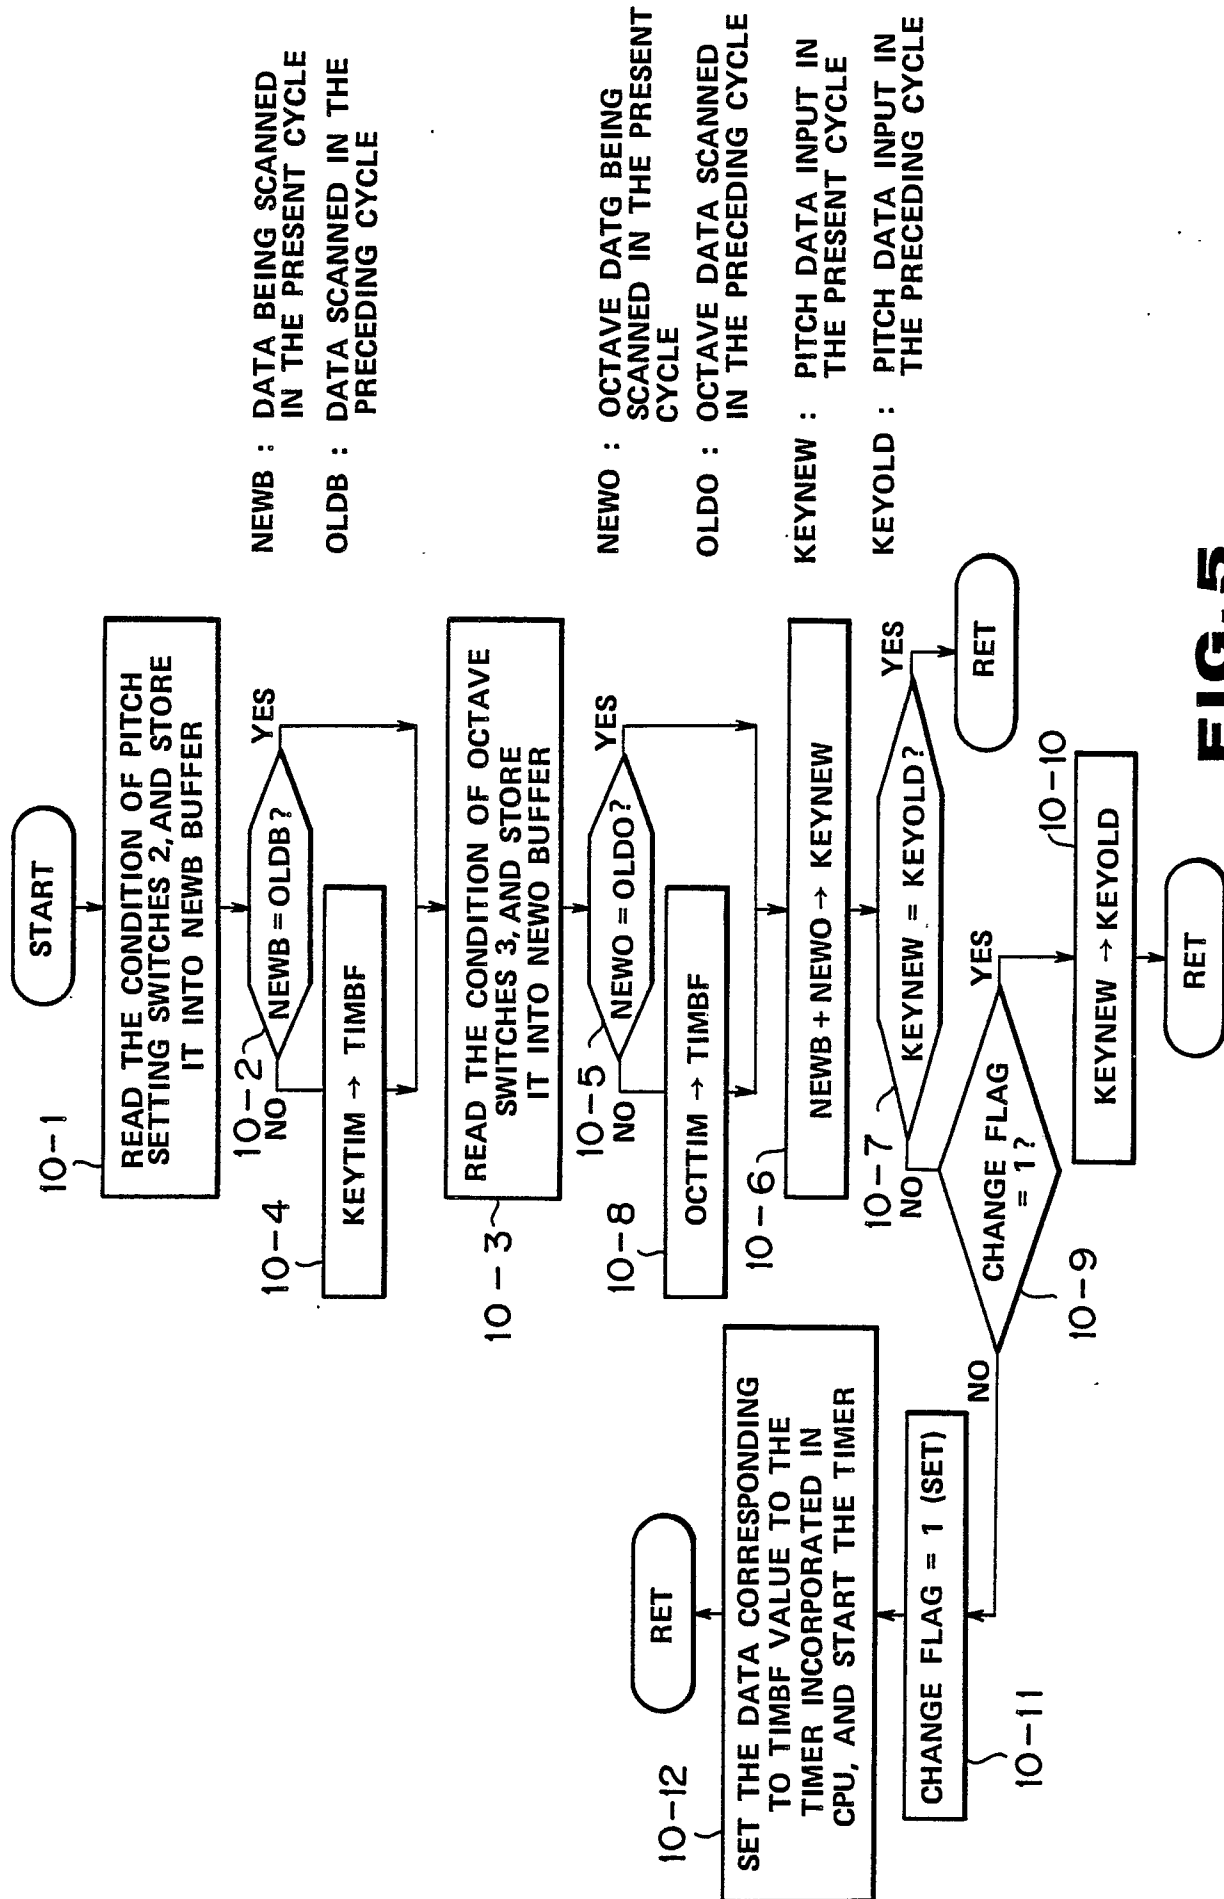 START
10-1
READ THE CONDITION OF PITCH
SETTING SWITCHES 2, AND STORE
IT INTO NEWB BUFFER
10-2
NEWB = OLDB?
YES
NO
10-4
KEYTIM → TIMBF
READ THE CONDITION OF OCTAVE
SWITCHES 3, AND STORE
IT INTO NEWO BUFFER
10-3
10-5
NEWO = OLDO?
YES
NO
10-8
OCTTIM → TIMBF
10-6
NEWB + NEWO → KEYNEW
10-7
KEYNEW = KEYOLD?
YES
RET
NO
CHANGE FLAG
= 1?
10-9
YES
10-10
KEYNEW → KEYOLD
RET
NO
CHANGE FLAG = 1 (SET)
10-11
10-12
SET THE DATA CORRESPONDING
TO TIMBF VALUE TO THE
TIMER INCORPORATED IN
CPU, AND START THE TIMER
RET
NEWB : DATA BEING SCANNED
IN THE PRESENT CYCLE
OLDB : DATA SCANNED IN THE
PRECEDING CYCLE
NEWO : OCTAVE DATG BEING
SCANNED IN THE PRESENT
CYCLE
OLDO : OCTAVE DATA SCANNED
IN THE PRECEDING CYCLE
KEYNEW : PITCH DATA INPUT IN
THE PRESENT CYCLE
KEYOLD : PITCH DATA INPUT IN
THE PRECEDING CYCLE
FIG. 5